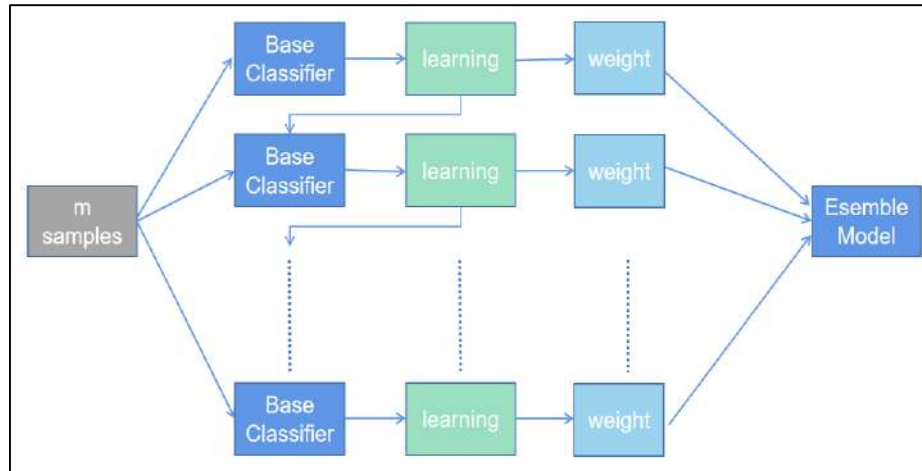 Base
Classifier
learning
weight
Base
Classifier
learning
weight
m
samples
Esemble
Model
Base
Classifier
learning
weight